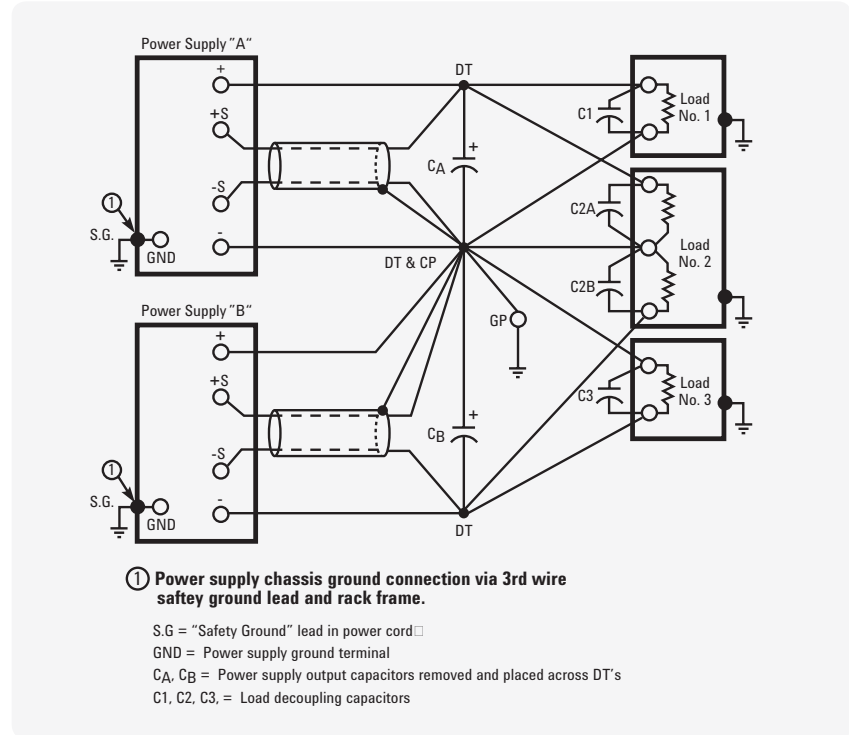 Power Supply "A"
+
+S
-S
-
1
S.G.
GND
DT
CA
+
DT & CP
GP
C1
Load
No. 1
C2A
C2B
Load
No. 2
C3
Load
No. 3
Power Supply "B"
+
+S
-S
-
1
S.G.
GND
CB
+
DT
1 Power supply chassis ground connection via 3rd wire
saftey ground lead and rack frame.
S.G = "Safety Ground" lead in power cord□
GND = Power supply ground terminal
CA, CB = Power supply output capacitors removed and placed across DT's
C1, C2, C3, = Load decoupling capacitors